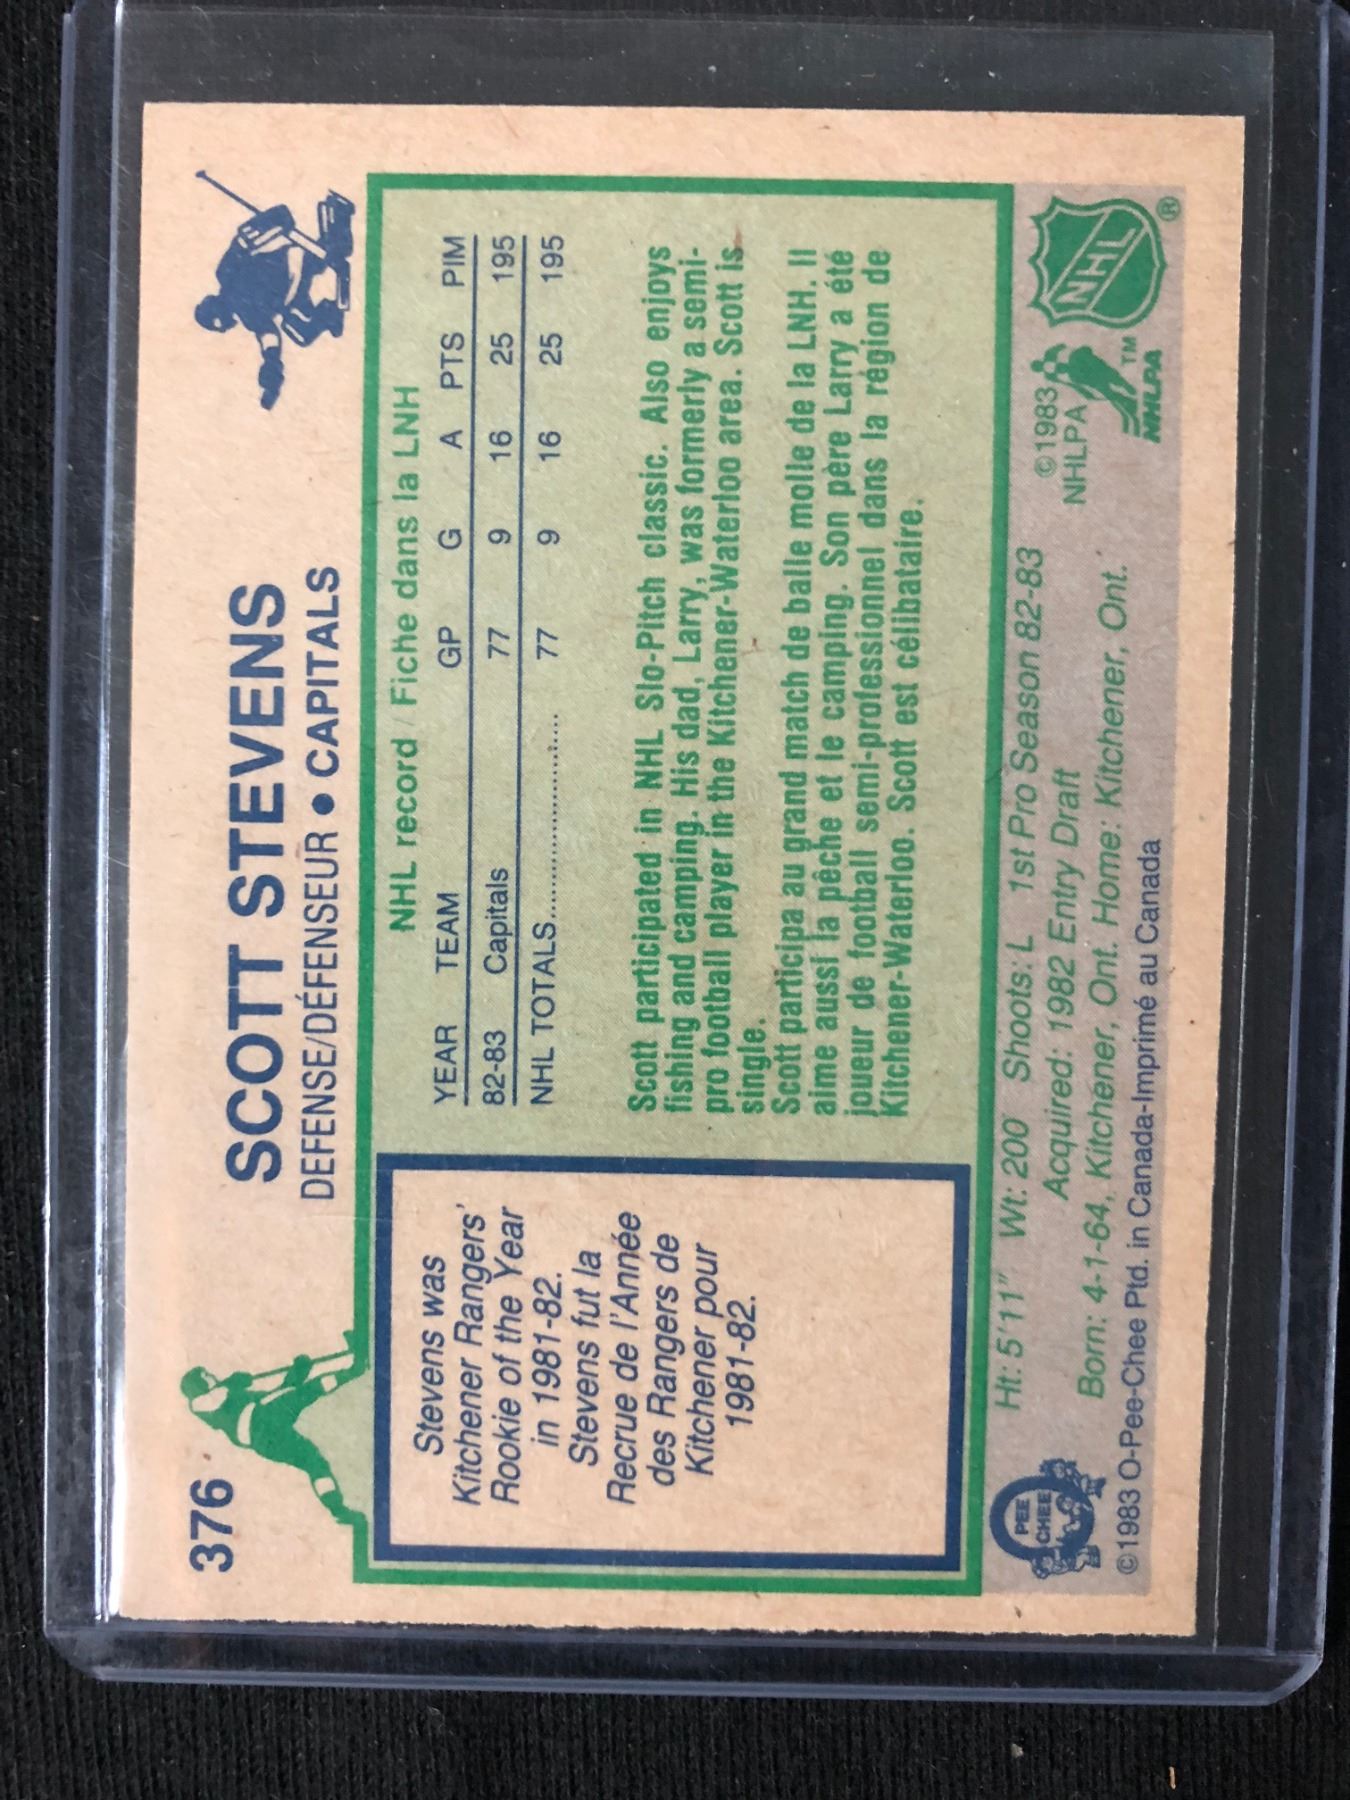 376
SCOTT STEVENS
DEFENSE/DÉFENSEUR • CAPITALS
Stevens was
Kitchener Rangers'
Rookie of the Year
in 1981-82.
Stevens fut la
Recrue de l'Année
des Rangers de
Kitchener pour
1981-82.
NHL record / Fiche dans la LNH
YEAR TEAM GP G A PTS PIM
82-83 Capitals 77 9 16 25 195
NHL TOTALS.................... 77 9 16 25 195
Scott participated in NHL Slo-Pitch classic. Also enjoys
fishing and camping. His dad, Larry, was formerly a semi-
pro football player in the Kitchener-Waterloo area. Scott is
single.
Scott participa au grand match de balle molle de la LNH. Il
aime aussi la pêche et le camping. Son père Larry a été
joueur de football semi-professionnel dans la région de
Kitchener-Waterloo. Scott est célibataire.
O
PEE
CHEE
Ht: 5'11" Wt: 200 Shoots: L 1st Pro Season 82-83
Acquired: 1982 Entry Draft
Born: 4-1-64, Kitchener, Ont. Home: Kitchener, Ont.
©1983 O-Pee-Chee Ptd. in Canada-Imprimé au Canada
©1983
NHLPA
TM
NHLPA
NHL
®